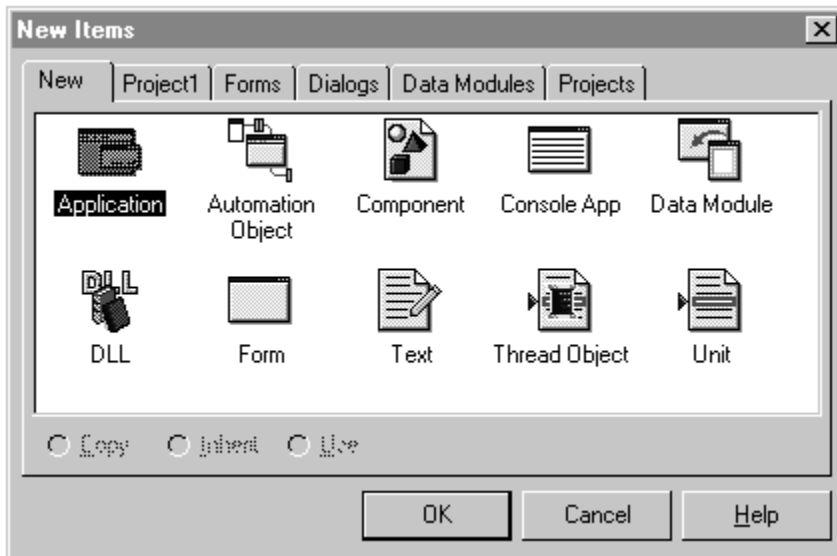 New Items
New Project1 Forms Dialogs Data Modules Projects
Application Automation Object Component Console App Data Module
DLL DLL Form Text Thread Object Unit
Copy Inherit Use
OK Cancel Help